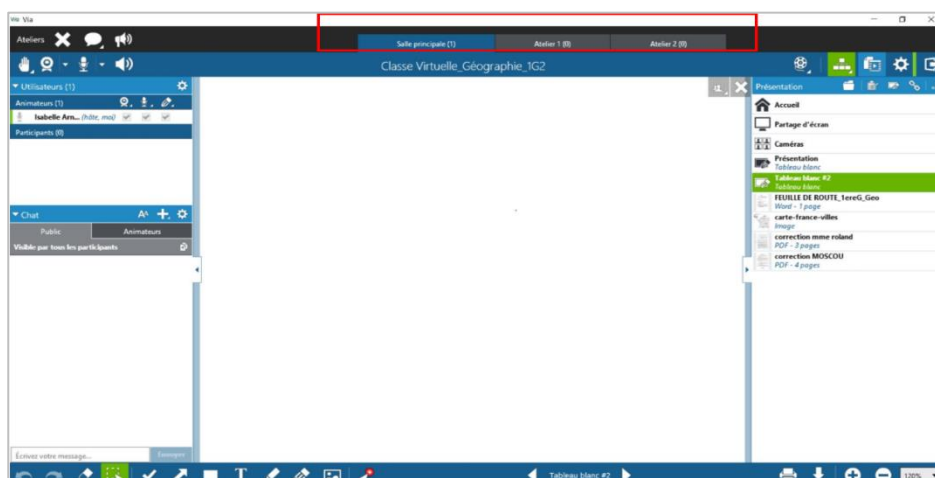 Via
Ateliers
Salle principale (1)
Atelier 1 (0)
Atelier 2 (0)
Classe Virtuelle_Géographie_1G2
Utilisateurs (1)
Animateurs (1)
Isabelle Arn... (hôte, moi)
Participants (0)
Chat
Public
Animateurs
Visible par tous les participants
Écrivez votre message...
Envoyer
Présentation
Accueil
Partage d'écran
Caméras
Présentation
Tableau blanc
Tableau blanc #2
Tableau blanc
FEUILLE DE ROUTE_1ereG_Geo
Word - 1 page
carte-france-villes
Image
correction mme roland
PDF - 3 pages
correction MOSCOU
PDF - 4 pages
Tableau blanc #2
120%